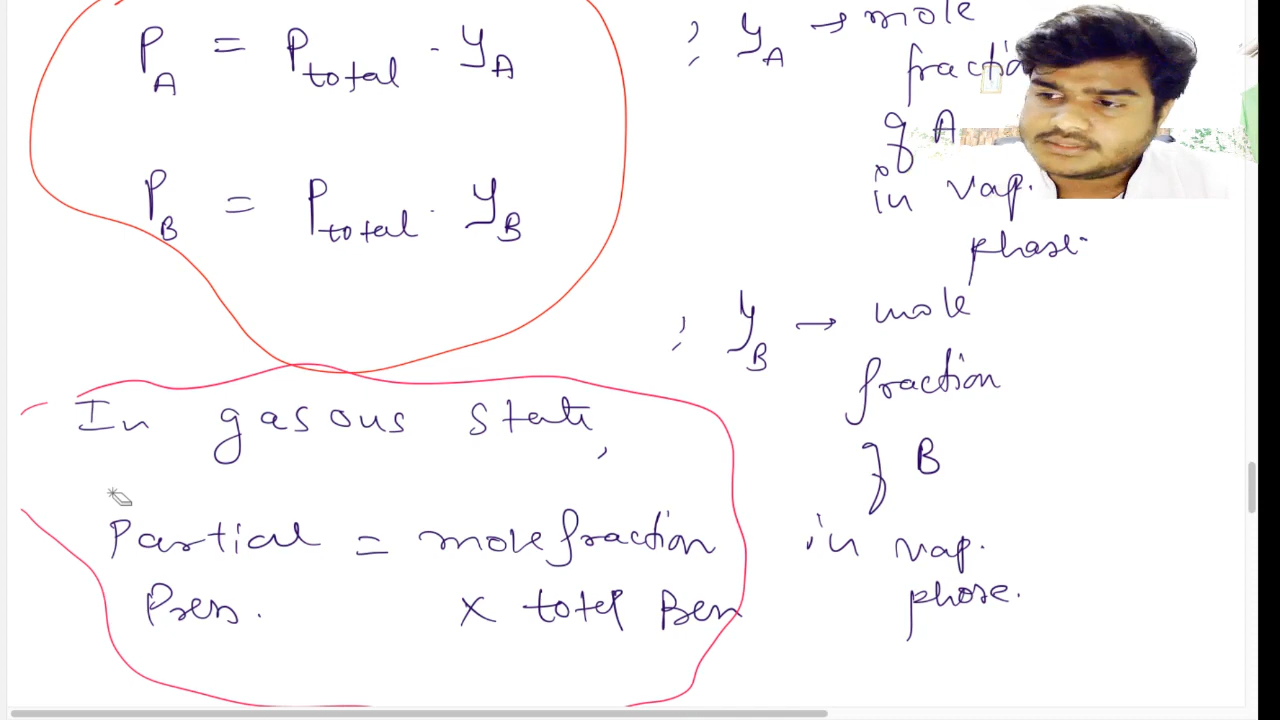 P_A = P_total · y_A ; y_A → mole
fraction
of A
in vap.
phase.
P_B = P_total · y_B
; y_B → mole
fraction
of B
in vap.
phase.
In gasous state,
Partial = mole fraction
Pres. × total